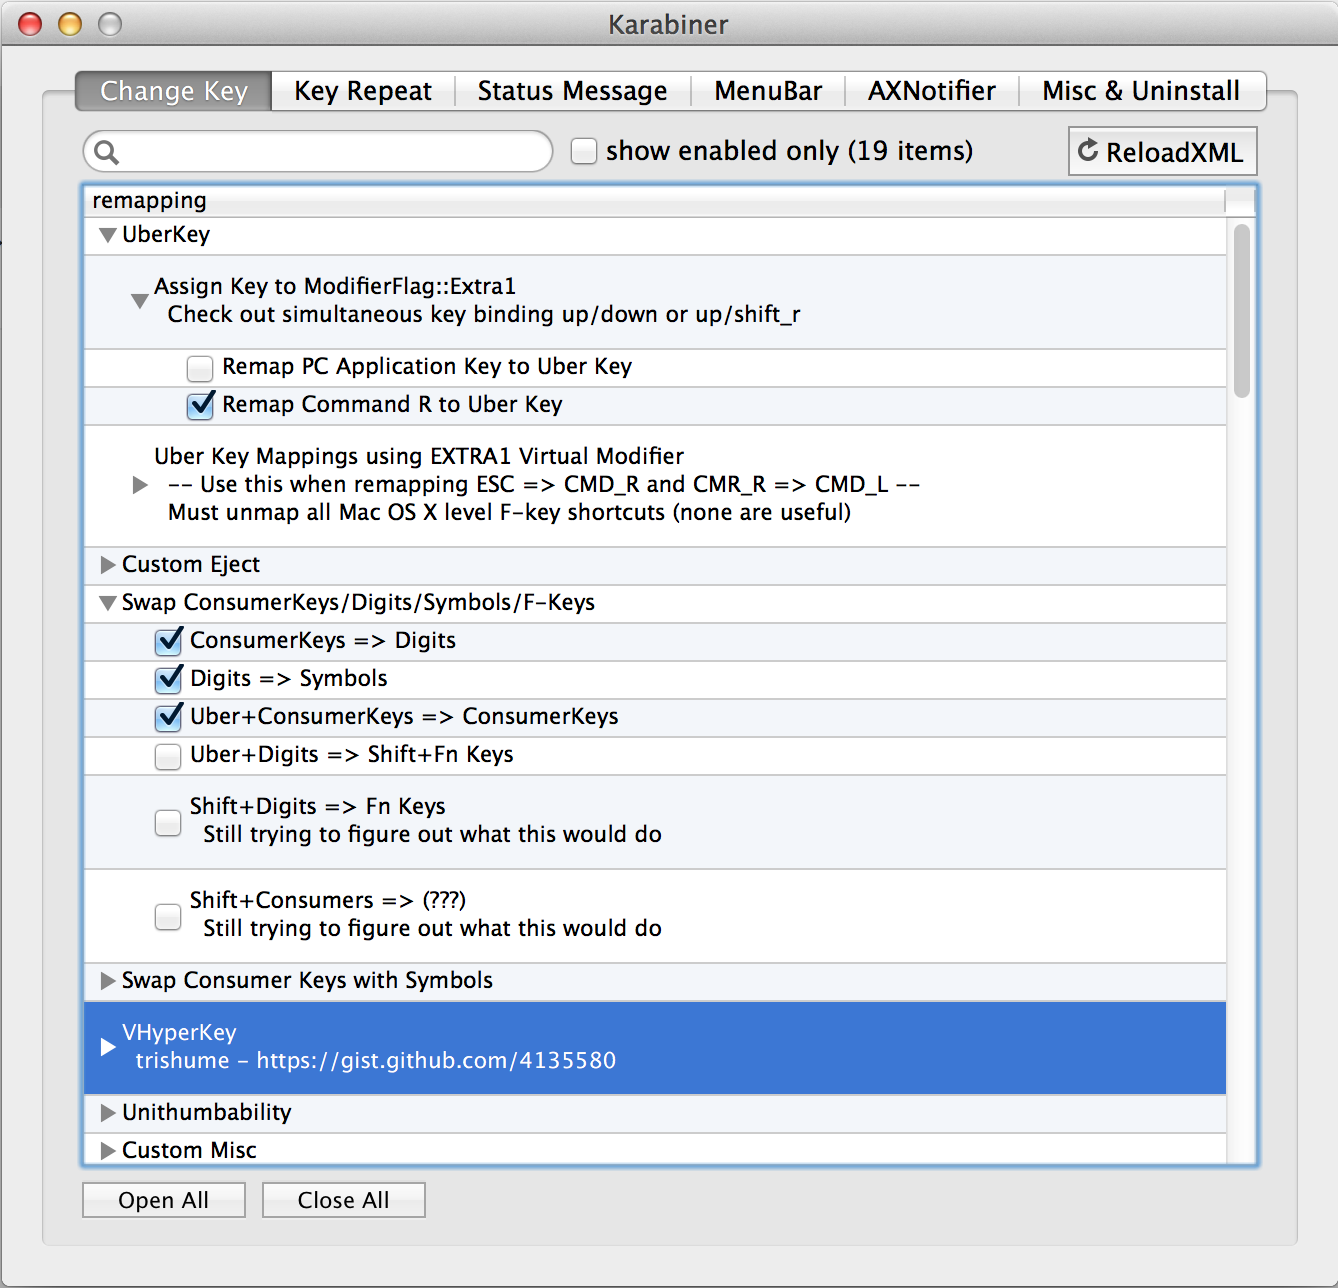 Karabiner
Change Key
Key Repeat
Status Message
MenuBar
AXNotifier
Misc & Uninstall
show enabled only (19 items)
ReloadXML
remapping
UberKey
Assign Key to ModifierFlag::Extra1
Check out simultaneous key binding up/down or up/shift_r
Remap PC Application Key to Uber Key
Remap Command R to Uber Key
Uber Key Mappings using EXTRA1 Virtual Modifier
-- Use this when remapping ESC => CMD_R and CMR_R => CMD_L --
Must unmap all Mac OS X level F-key shortcuts (none are useful)
Custom Eject
Swap ConsumerKeys/Digits/Symbols/F-Keys
ConsumerKeys => Digits
Digits => Symbols
Uber+ConsumerKeys => ConsumerKeys
Uber+Digits => Shift+Fn Keys
Shift+Digits => Fn Keys
Still trying to figure out what this would do
Shift+Consumers => (???)
Still trying to figure out what this would do
Swap Consumer Keys with Symbols
VHyperKey
trishume - https://gist.github.com/4135580
Unithumbability
Custom Misc
Open All
Close All